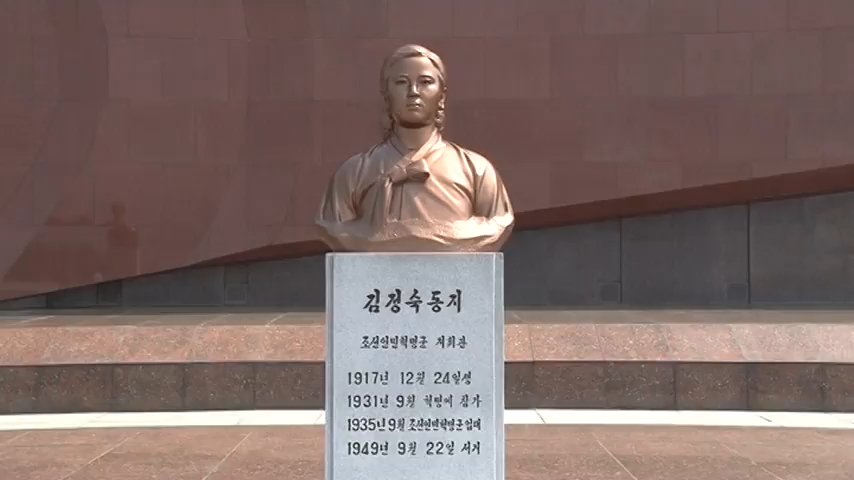 김정숙동지
조선인민혁명군 지휘관
1917년 12월 24일생
1931년 9월 혁명에 참가
1935년 9월 조선인민혁명군입대
1949년 9월 22일 서거